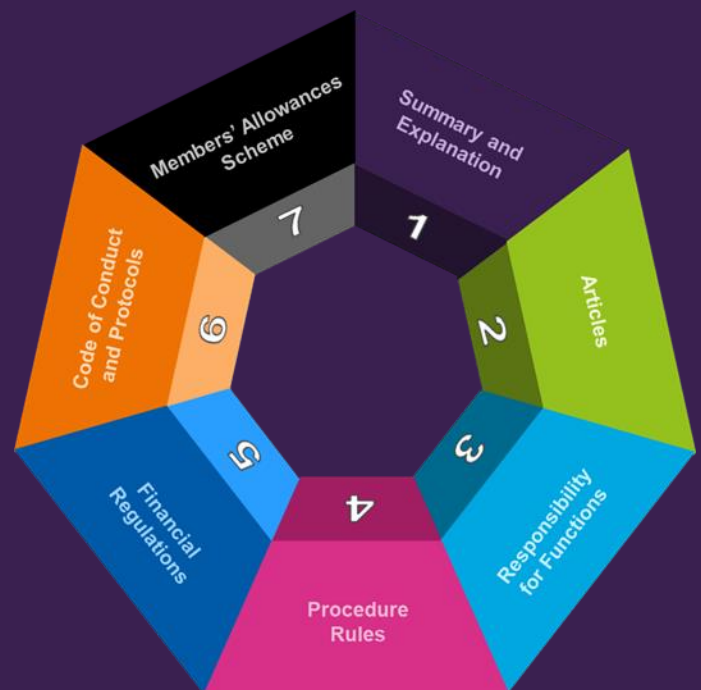 Summary and
Explanation
1
Articles
2
Responsibility
for Functions
3
Procedure
Rules
4
Financial
Regulations
5
Code of Conduct
and Protocols
6
Members' Allowances
Scheme
7